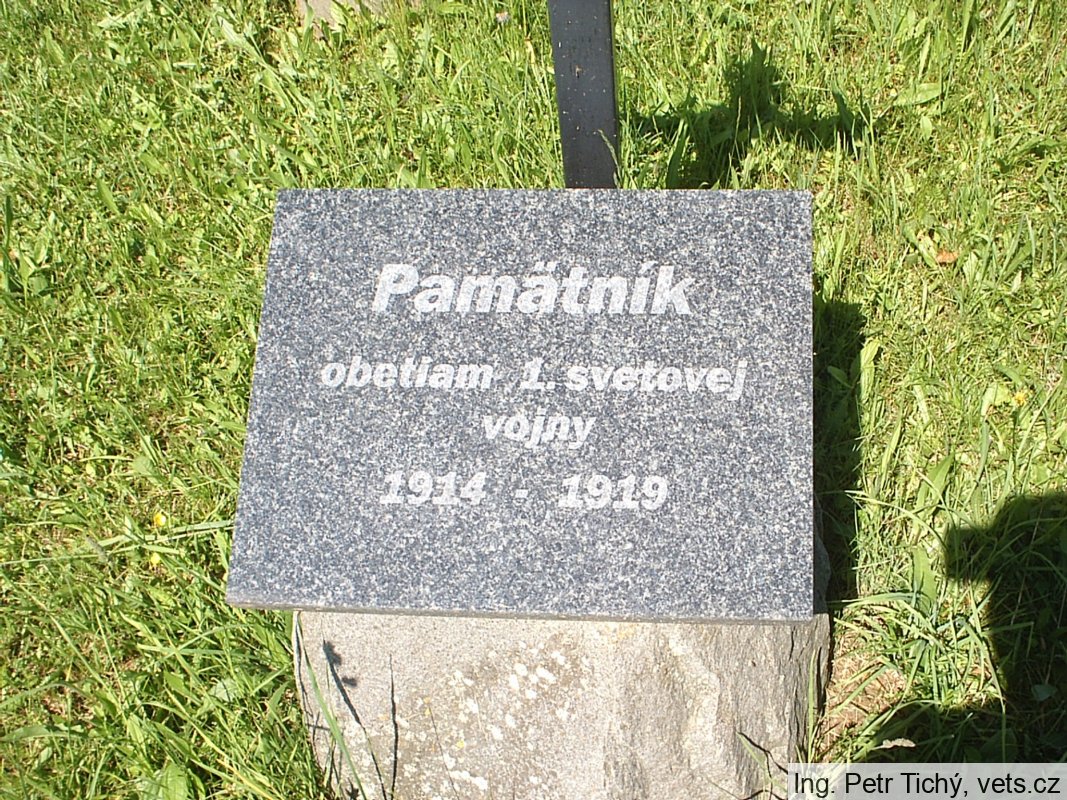 Pamätník
obetiam 1. svetovej
vojny
1914 - 1919
Ing. Petr Tichý, vets.cz